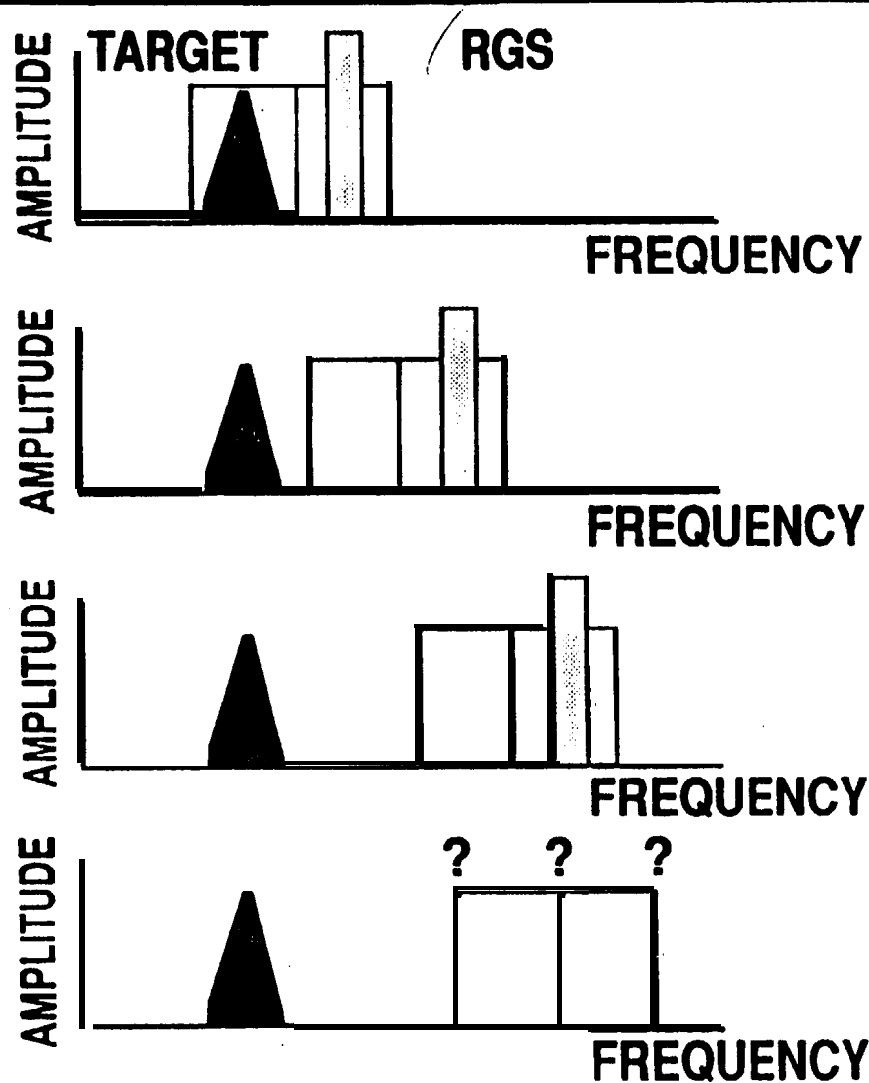 TARGET RGS
AMPLITUDE
FREQUENCY
AMPLITUDE
FREQUENCY
AMPLITUDE
FREQUENCY
? ? ?
AMPLITUDE
FREQUENCY